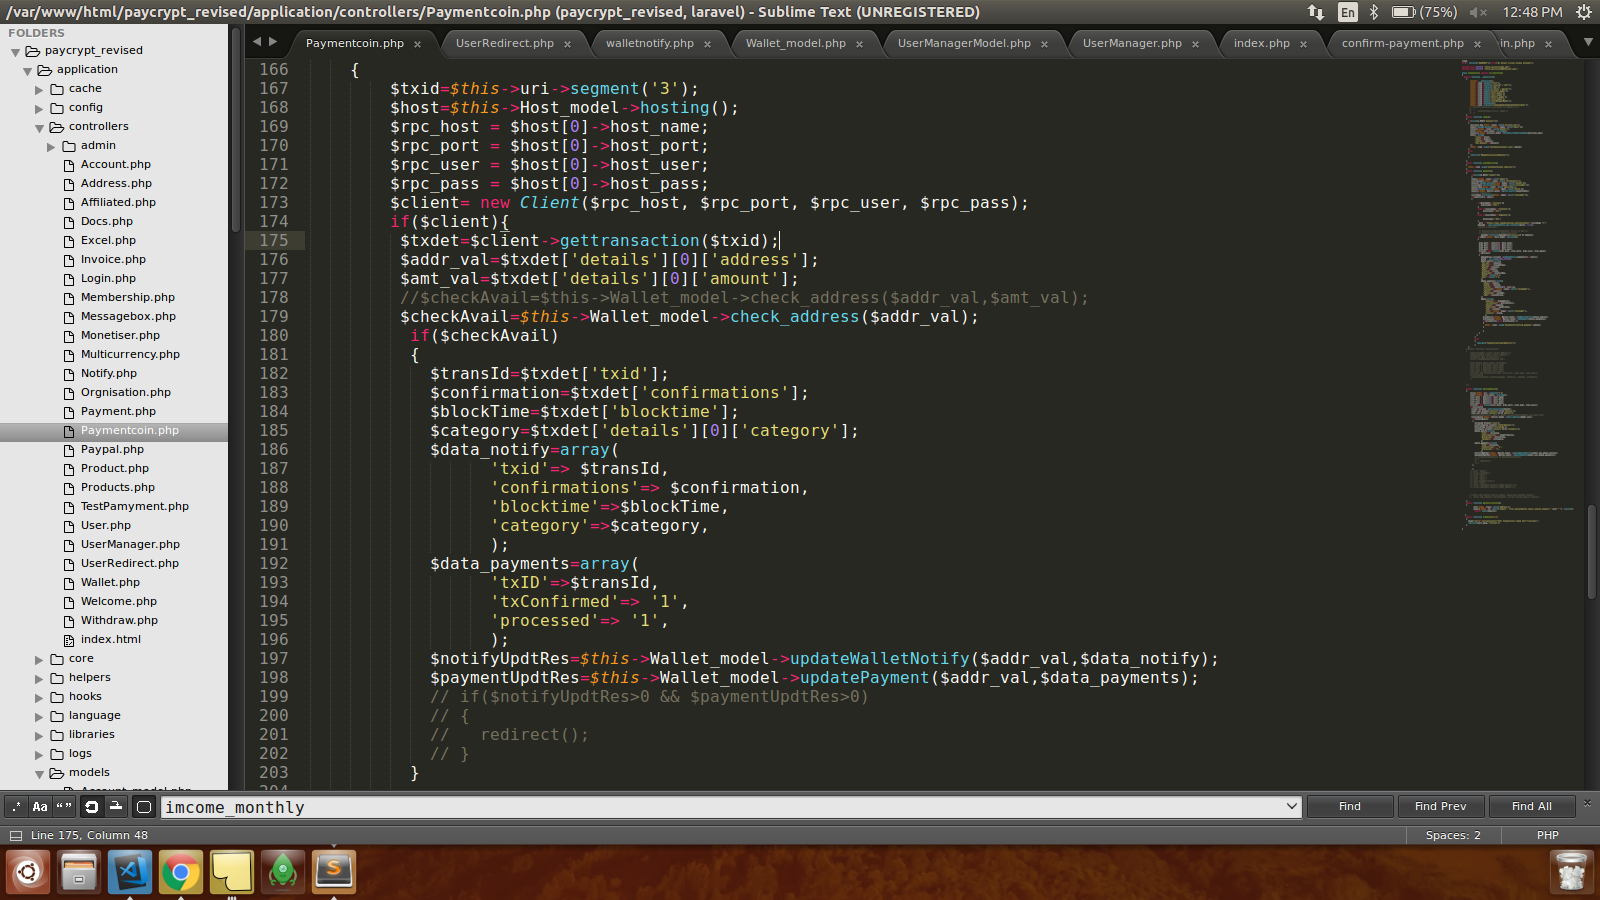 /var/www/html/paycrypt_revised/application/controllers/Paymentcoin.php (paycrypt_revised, laravel) - Sublime Text (UNREGISTERED)
En (75%) 12:48 PM
FOLDERS
paycrypt_revised
application
cache
config
controllers
admin
Account.php
Address.php
Affiliated.php
Docs.php
Excel.php
Invoice.php
Login.php
Membership.php
Messagebox.php
Monetiser.php
Multicurrency.php
Notify.php
Orgnisation.php
Payment.php
Paymentcoin.php
Paypal.php
Product.php
Products.php
TestPamyment.php
User.php
UserManager.php
UserRedirect.php
Wallet.php
Welcome.php
Withdraw.php
index.html
core
helpers
hooks
language
libraries
logs
models
Account_model.php
Paymentcoin.php × UserRedirect.php × walletnotify.php × Wallet_model.php × UserManagerModel.php × UserManager.php × index.php × confirm-payment.php × in.php ×
166 {
167 $txid=$this->uri->segment('3');
168 $host=$this->Host_model->hosting();
169 $rpc_host = $host[0]->host_name;
170 $rpc_port = $host[0]->host_port;
171 $rpc_user = $host[0]->host_user;
172 $rpc_pass = $host[0]->host_pass;
173 $client= new Client($rpc_host, $rpc_port, $rpc_user, $rpc_pass);
174 if($client){
175 $txdet=$client->gettransaction($txid);
176 $addr_val=$txdet['details'][0]['address'];
177 $amt_val=$txdet['details'][0]['amount'];
178 //$checkAvail=$this->Wallet_model->check_address($addr_val,$amt_val);
179 $checkAvail=$this->Wallet_model->check_address($addr_val);
180 if($checkAvail)
181 {
182 $transId=$txdet['txid'];
183 $confirmation=$txdet['confirmations'];
184 $blockTime=$txdet['blocktime'];
185 $category=$txdet['details'][0]['category'];
186 $data_notify=array(
187 'txid'=> $transId,
188 'confirmations'=> $confirmation,
189 'blocktime'=>$blockTime,
190 'category'=>$category,
191 );
192 $data_payments=array(
193 'txID'=>$transId,
194 'txConfirmed'=> '1',
195 'processed'=> '1',
196 );
197 $notifyUpdtRes=$this->Wallet_model->updateWalletNotify($addr_val,$data_notify);
198 $paymentUpdtRes=$this->Wallet_model->updatePayment($addr_val,$data_payments);
199 // if($notifyUpdtRes>0 && $paymentUpdtRes>0)
200 // {
201 // redirect();
202 // }
203 }
204
.* Aa “ ” imcome_monthly Find Find Prev Find All ×
Line 175, Column 48 Spaces: 2 PHP